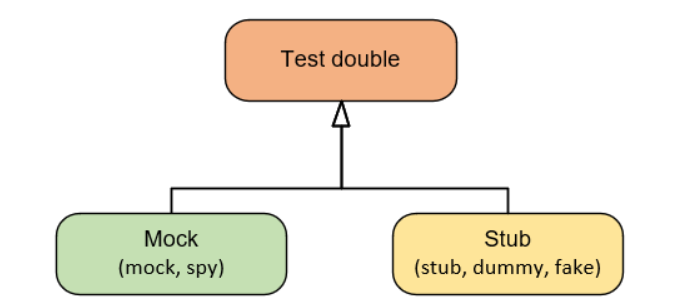 Test double
Mock
(mock, spy)
Stub
(stub, dummy, fake)